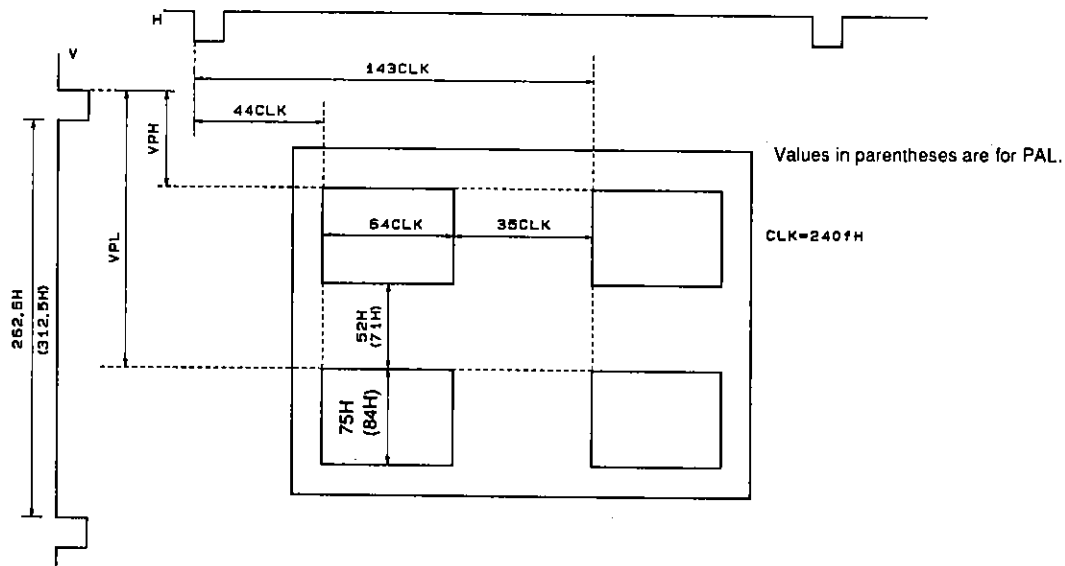 H
V
143CLK
44CLK
VPH
Values in parentheses are for PAL.
64CLK
35CLK
CLK=240fH
VPL
262.5H
(312.5H)
52H
(71H)
75H
(84H)